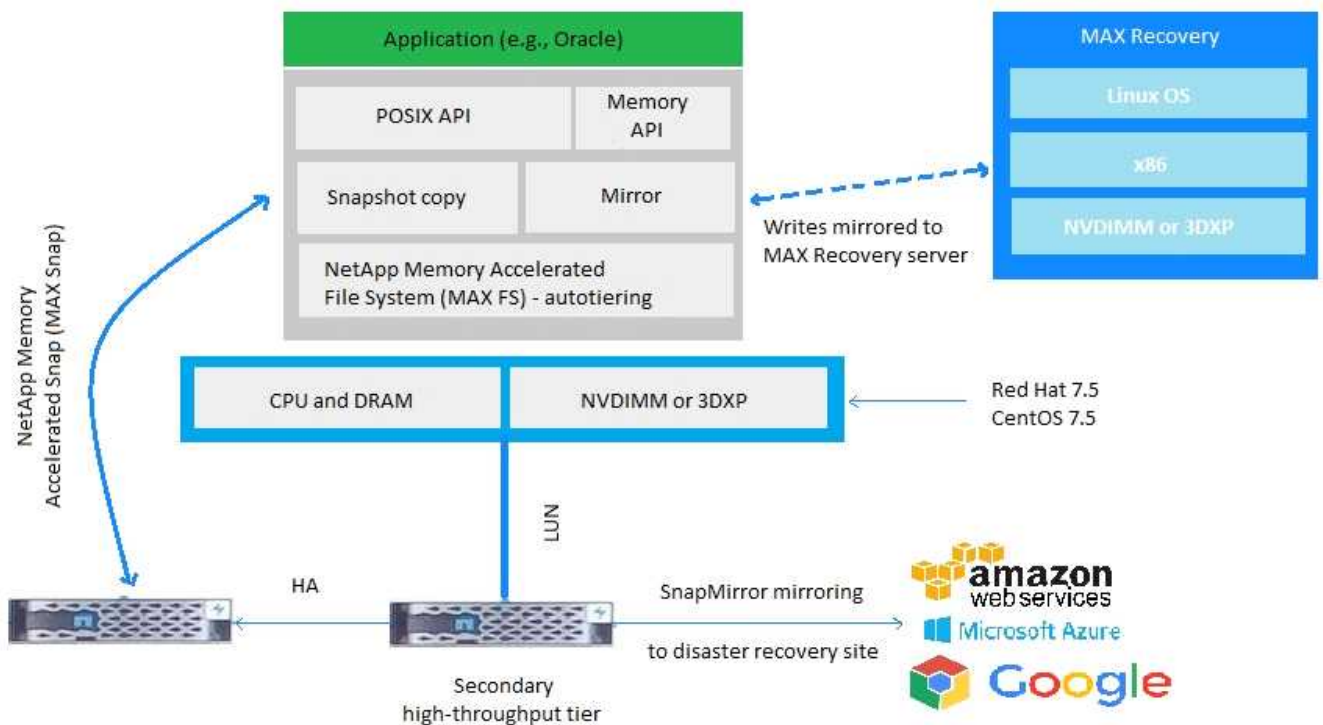 Application (e.g., Oracle)
POSIX API
Memory
API
Snapshot copy
Mirror
NetApp Memory Accelerated
File System (MAX FS) - autotiering
MAX Recovery
Linux OS
x86
NVDIMM or 3DXP
Writes mirrored to
MAX Recovery server
NetApp Memory
Accelerated Snap (MAX Snap)
CPU and DRAM
NVDIMM or 3DXP
Red Hat 7.5
CentOS 7.5
LUN
HA
SnapMirror mirroring
to disaster recovery site
Secondary
high-throughput tier
amazon
webservices
Microsoft Azure
Google